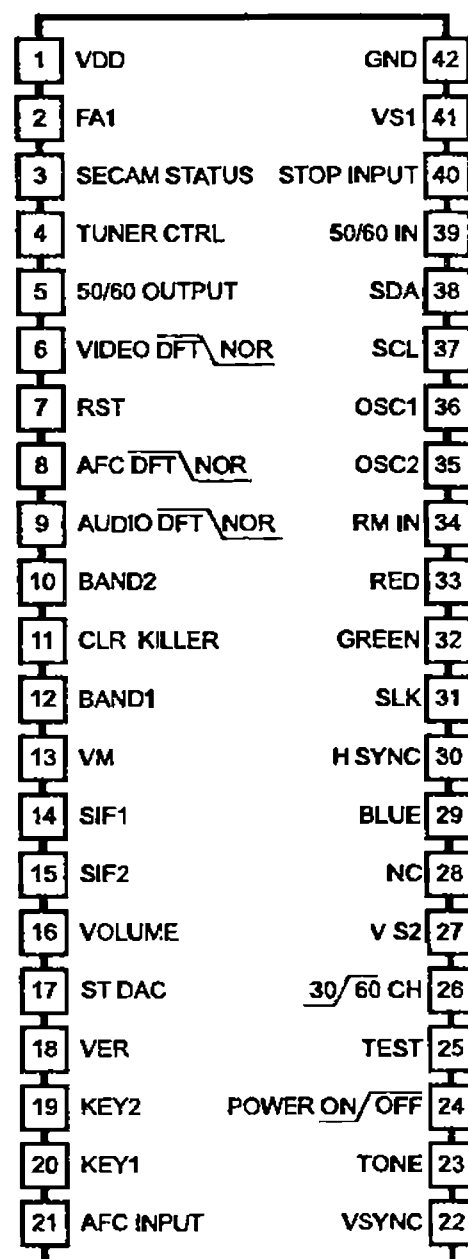 1 VDD GND 42
2 FA1 VS1 41
3 SECAM STATUS STOP INPUT 40
4 TUNER CTRL 50/60 IN 39
5 50/60 OUTPUT SDA 38
6 VIDEO DFT\NOR SCL 37
7 RST OSC1 36
8 AFC DFT\NOR OSC2 35
9 AUDIO DFT\NOR RM IN 34
10 BAND2 RED 33
11 CLR KILLER GREEN 32
12 BAND1 SLK 31
13 VM H SYNC 30
14 SIF1 BLUE 29
15 SIF2 NC 28
16 VOLUME V S2 27
17 ST DAC 30/60 CH 26
18 VER TEST 25
19 KEY2 POWER ON/OFF 24
20 KEY1 TONE 23
21 AFC INPUT VSYNC 22